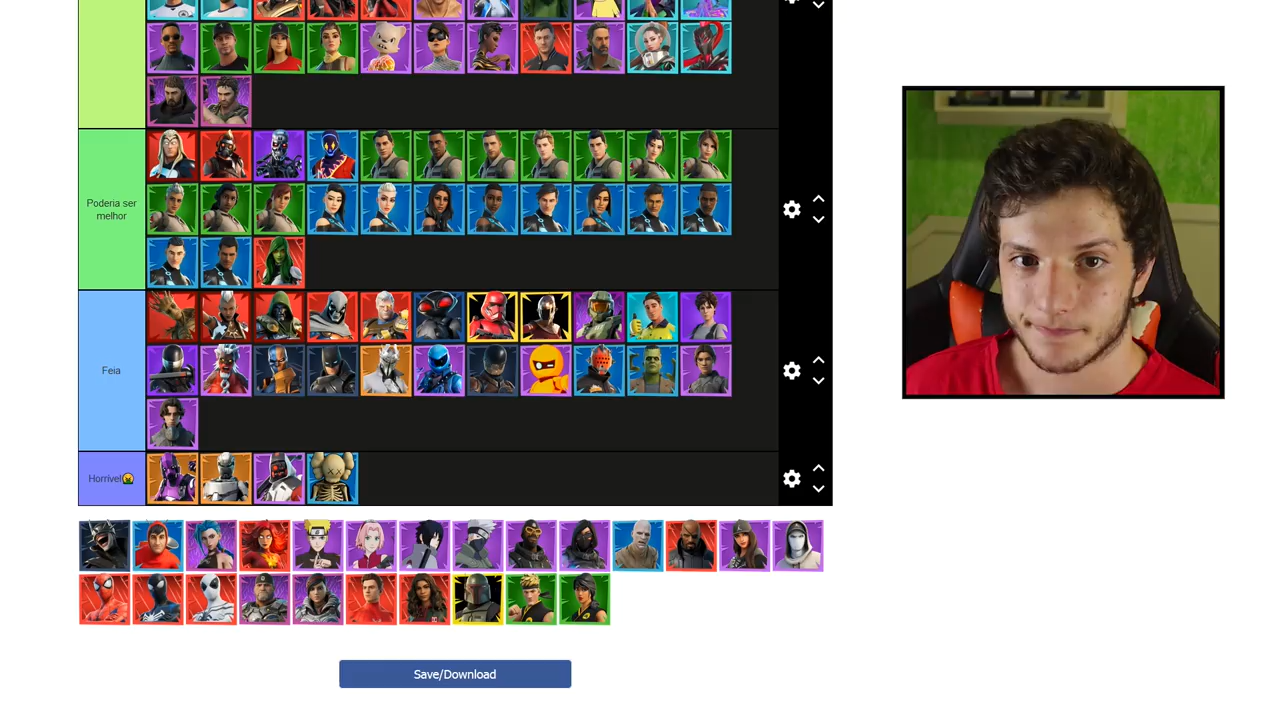 Poderia ser
melhor
Feia
Horrível🤮
Save/Download